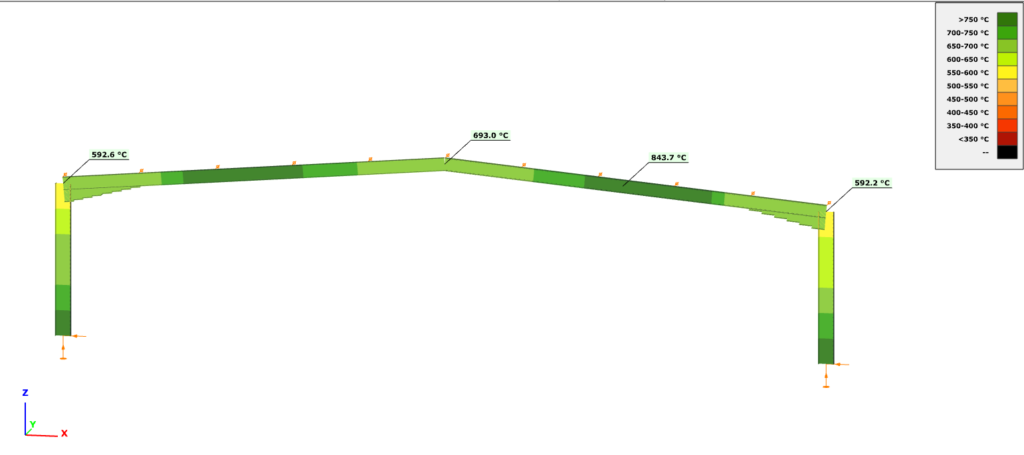 >750 °C
700-750 °C
650-700 °C
600-650 °C
550-600 °C
500-550 °C
450-500 °C
400-450 °C
350-400 °C
<350 °C
--
693.0 °C
592.6 °C
843.7 °C
592.2 °C
Z
Y
X